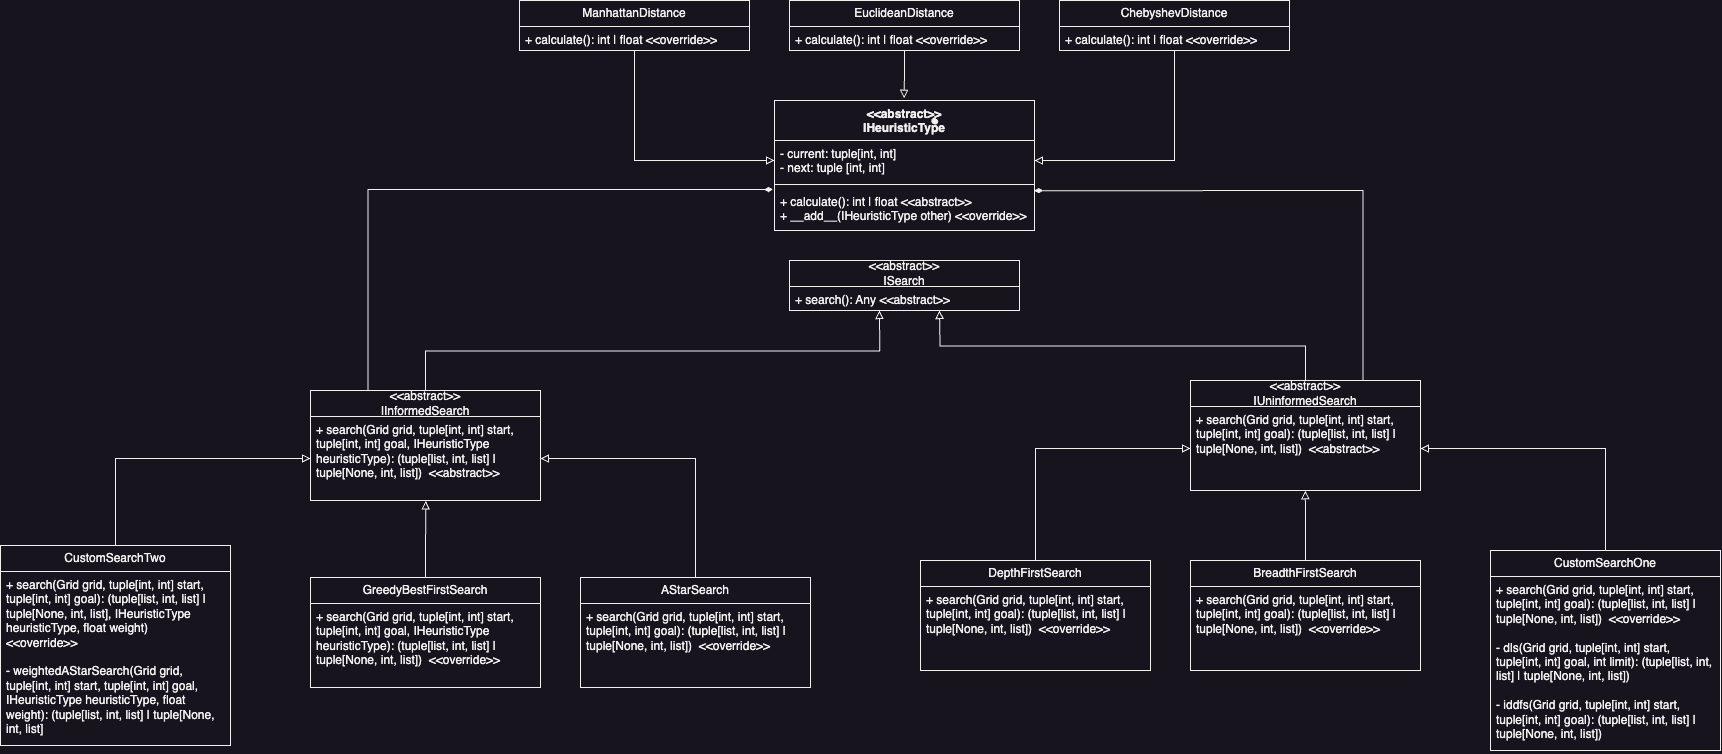 ManhattanDistance
+ calculate(): int | float <<override>>
EuclideanDistance
+ calculate(): int | float <<override>>
ChebyshevDistance
+ calculate(): int | float <<override>>
<<abstract>>
IHeuristicType
- current: tuple[int, int]
- next: tuple [int, int]
+ calculate(): int | float <<abstract>>
+ __add__(IHeuristicType other) <<override>>
<<abstract>>
ISearch
+ search(): Any <<abstract>>
<<abstract>>
IInformedSearch
+ search(Grid grid, tuple[int, int] start,
tuple[int, int] goal, IHeuristicType
heuristicType): (tuple[list, int, list] |
tuple[None, int, list]) <<abstract>>
<<abstract>>
IUninformedSearch
+ search(Grid grid, tuple[int, int] start,
tuple[int, int] goal): (tuple[list, int, list] |
tuple[None, int, list]) <<abstract>>
CustomSearchTwo
+ search(Grid grid, tuple[int, int] start,
tuple[int, int] goal): (tuple[list, int, list] |
tuple[None, int, list], IHeuristicType
heuristicType, float weight)
<<override>>
- weightedAStarSearch(Grid grid,
tuple[int, int] start, tuple[int, int] goal,
IHeuristicType heuristicType, float
weight): (tuple[list, int, list] | tuple[None,
int, list]
GreedyBestFirstSearch
+ search(Grid grid, tuple[int, int] start,
tuple[int, int] goal, IHeuristicType
heuristicType): (tuple[list, int, list] |
tuple[None, int, list]) <<override>>
AStarSearch
+ search(Grid grid, tuple[int, int] start,
tuple[int, int] goal): (tuple[list, int, list] |
tuple[None, int, list]) <<override>>
DepthFirstSearch
+ search(Grid grid, tuple[int, int] start,
tuple[int, int] goal): (tuple[list, int, list] |
tuple[None, int, list]) <<override>>
BreadthFirstSearch
+ search(Grid grid, tuple[int, int] start,
tuple[int, int] goal): (tuple[list, int, list] |
tuple[None, int, list]) <<override>>
CustomSearchOne
+ search(Grid grid, tuple[int, int] start,
tuple[int, int] goal): (tuple[list, int, list] |
tuple[None, int, list]) <<override>>
- dls(Grid grid, tuple[int, int] start,
tuple[int, int] goal, int limit): (tuple[list, int,
list] | tuple[None, int, list])
- iddfs(Grid grid, tuple[int, int] start,
tuple[int, int] goal): (tuple[list, int, list] |
tuple[None, int, list])